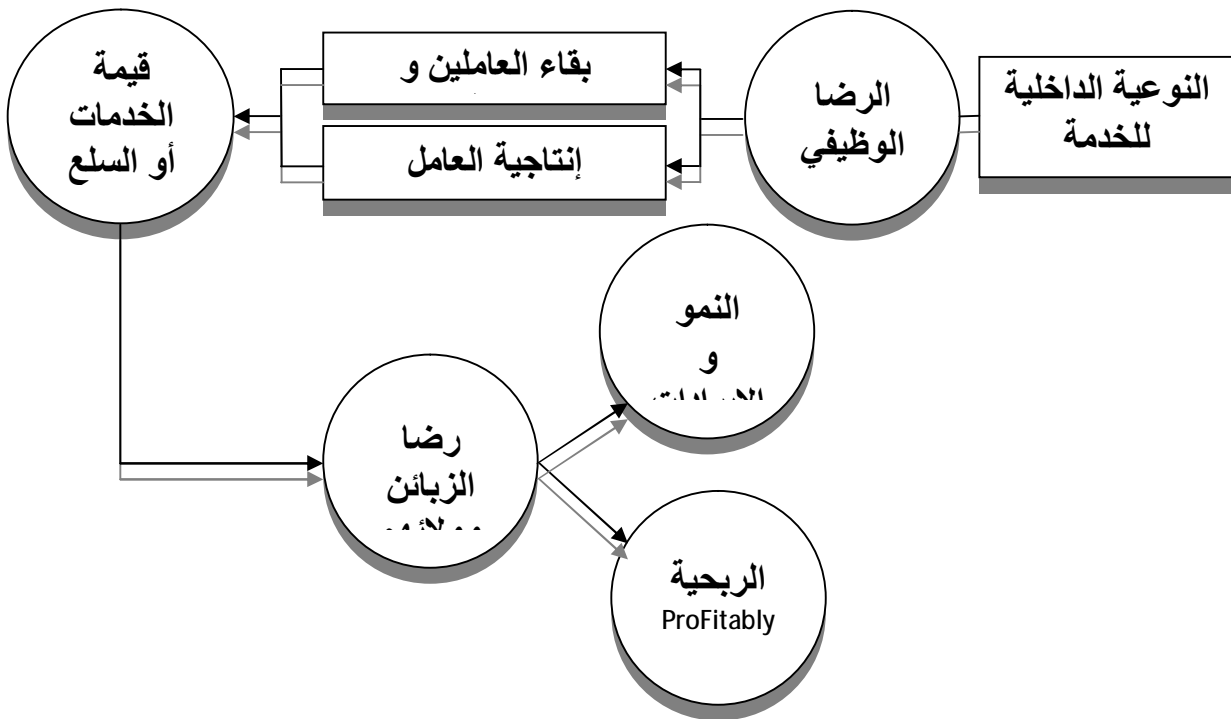 النوعية الداخلية
للخدمة
الرضا
الوظيفي
بقاء العاملين و
إنتاجية العامل
قيمة
الخدمات
أو السلع
رضا
الزبائن
النمو
و
الربحية
ProFitably